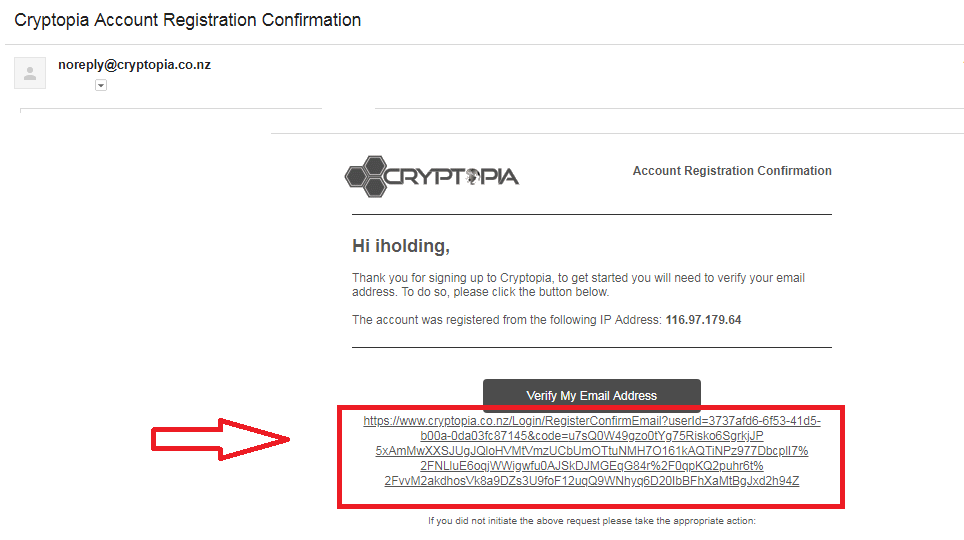 Cryptopia Account Registration Confirmation
noreply@cryptopia.co.nz
CRYPTOPIA
Account Registration Confirmation
Hi iholding,
Thank you for signing up to Cryptopia, to get started you will need to verify your email
address. To do so, please click the button below.
The account was registered from the following IP Address: 116.97.179.64
Verify My Email Address
https://www.cryptopia.co.nz/Login/RegisterConfirmEmail?userId=3737afd6-6f53-41d5-
b00a-0da03fc87145&code=u7sQ0W49gzo0tYg75Risko6SgrkjJP
5xAmMwXXSJUgJQloHVMtVmzUCbUmOTtuNMH7O161kAQTiNPz977DbcplI7%
2FNLIuE6oqjWWigwfu0AJSkDJMGEqG84r%2F0qpKQ2puhr6t%
2FvvM2akdhosVk8a9DZs3U9foF12uqQ9WNhyq6D20IbBFhXaMtBgJxd2h94Z
If you did not initiate the above request please take the appropriate action: